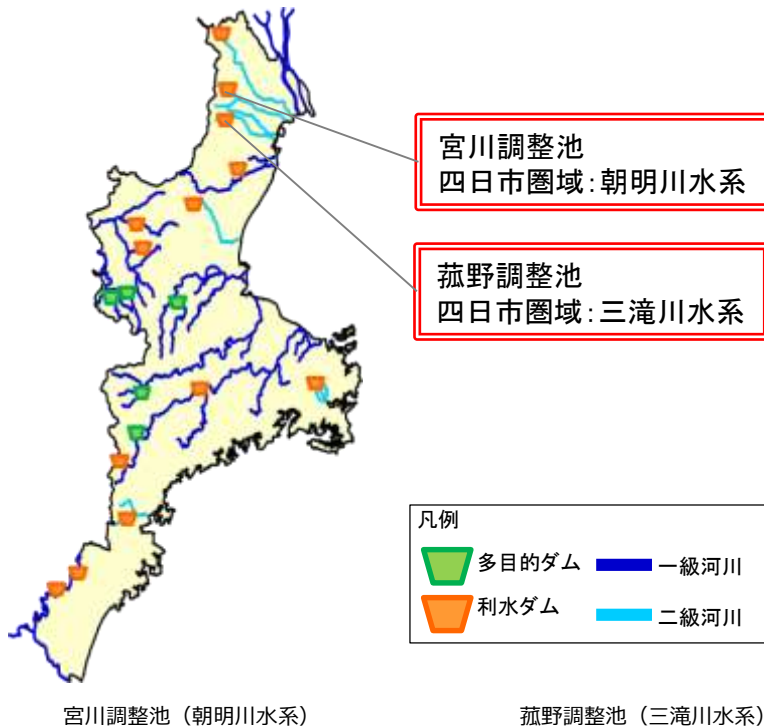 宮川調整池
四日市圏域：朝明川水系
菰野調整池
四日市圏域：三滝川水系
凡例
多目的ダム
一級河川
利水ダム
二級河川
宮川調整池（朝明川水系）
菰野調整池（三滝川水系）